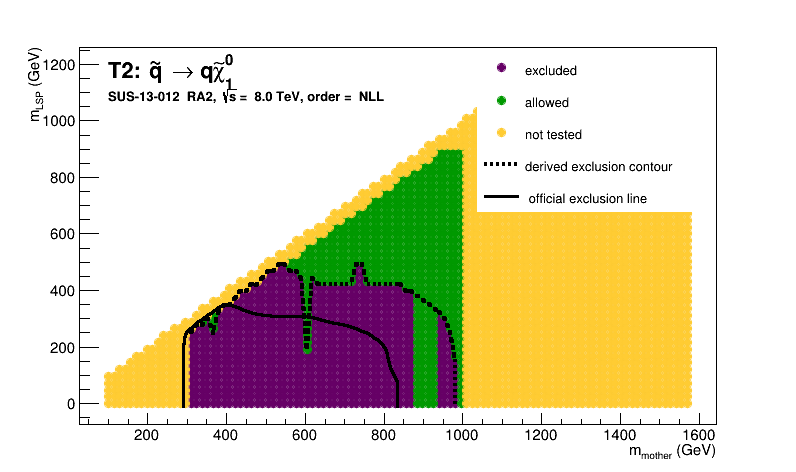 T2: q̃ → qχ̃₁⁰
SUS-13-012 RA2, √s = 8.0 TeV, order = NLL
excluded
allowed
not tested
derived exclusion contour
official exclusion line
m_LSP (GeV)
1200
1000
800
600
400
200
0
200 400 600 800 1000 1200 1400 1600
m_mother (GeV)